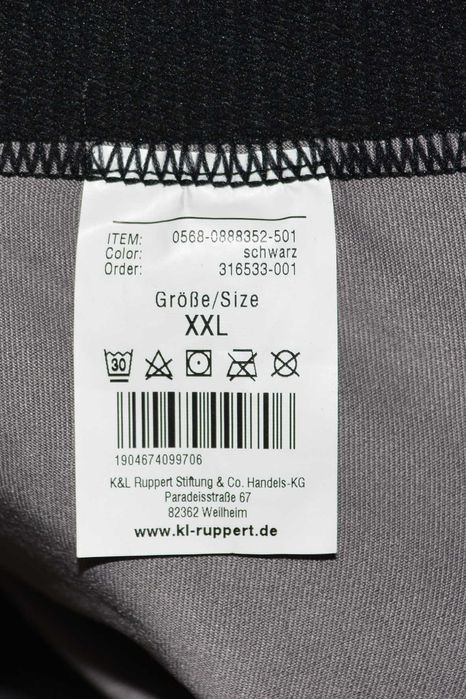 ITEM: 0568-0888352-501
Color: schwarz
Order: 316533-001
Größe/Size
XXL
30
1904674099706
K&L Ruppert Stiftung & Co. Handels-KG
Paradeisstraße 67
82362 Weilheim
www.kl-ruppert.de